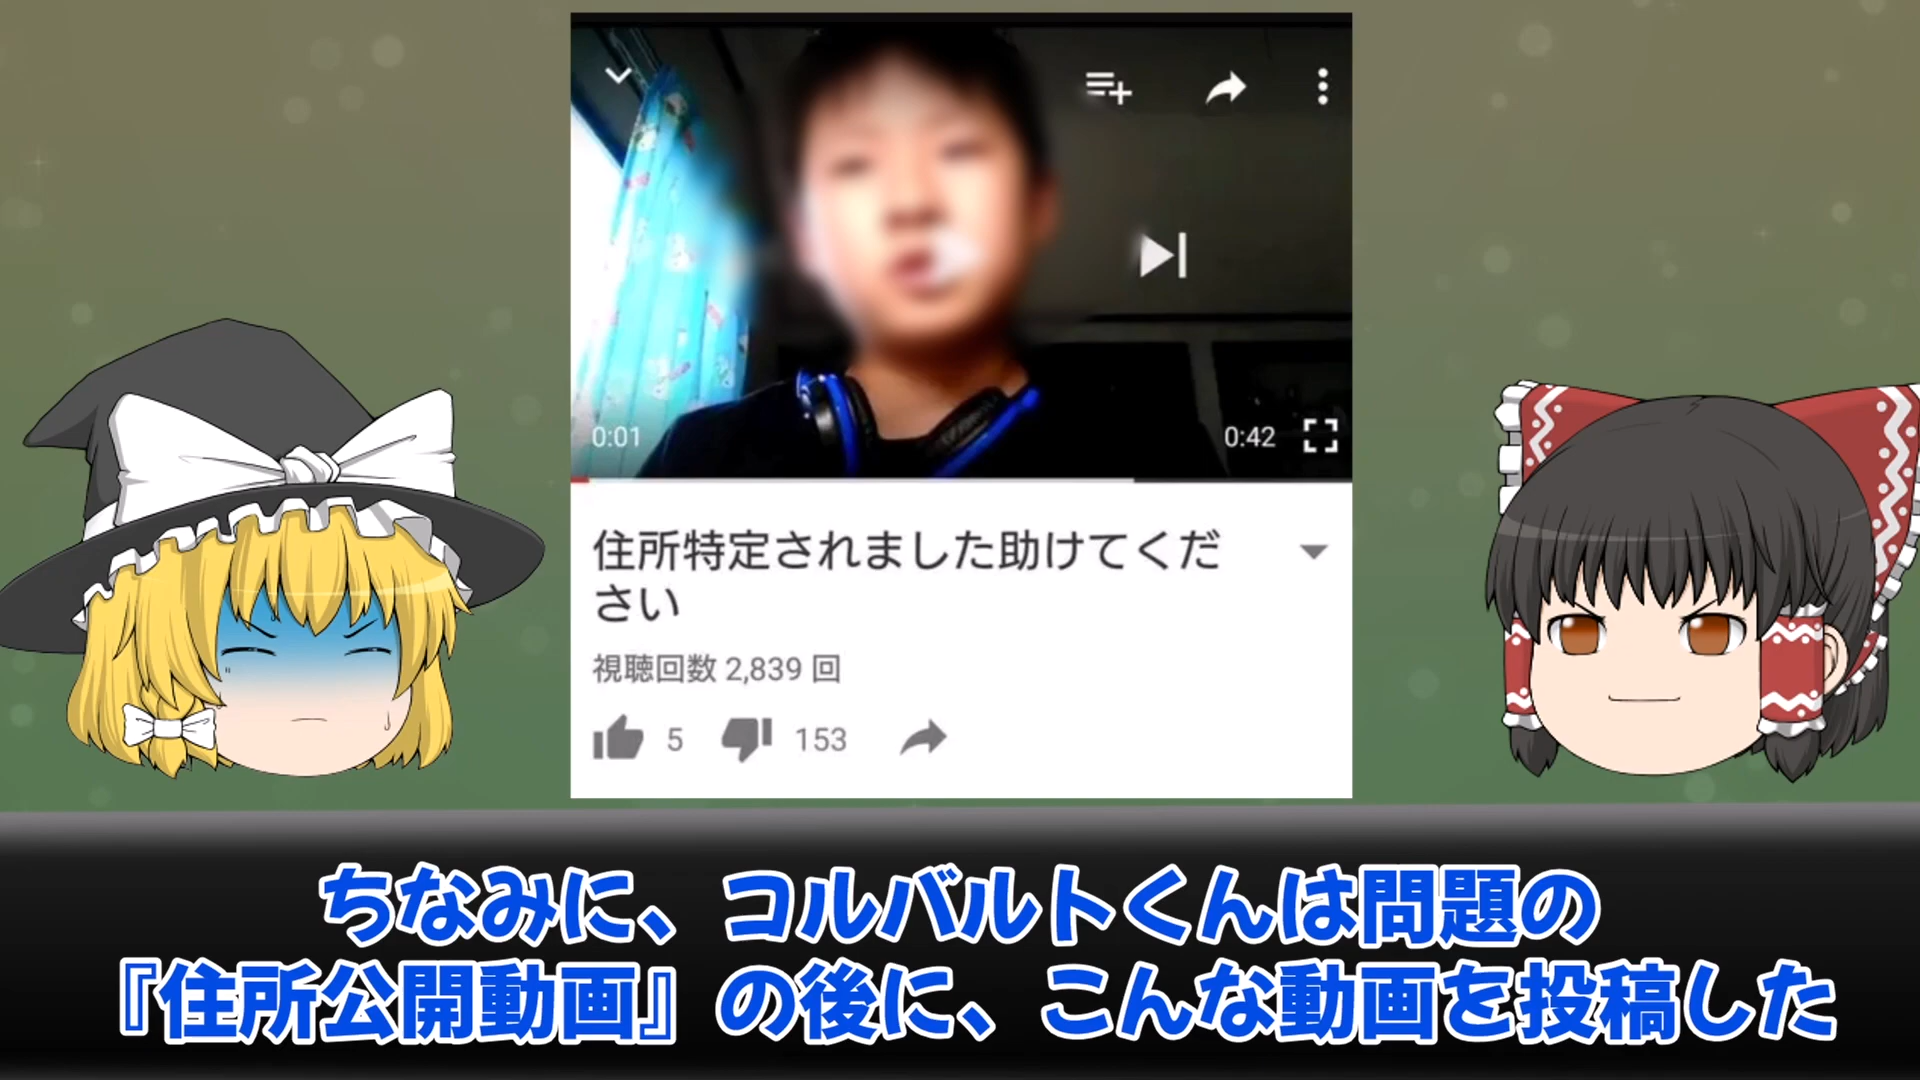 0:01
0:42
住所特定されました助けてくだ
さい
視聴回数 2,839 回
5
153
ちなみに、コルバルトくんは問題の
『住所公開動画』の後に、こんな動画を投稿した